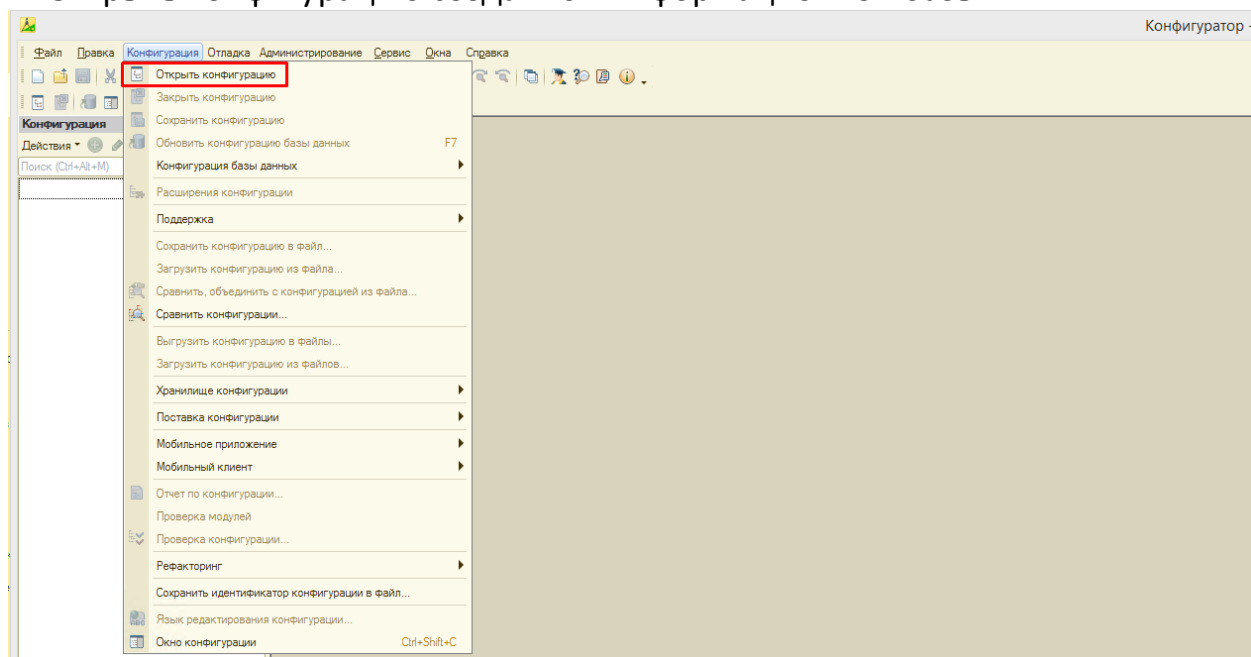 Конфигуратор -
Файл Правка Конфигурация Отладка Администрирование Сервис Окна Справка
Открыть конфигурацию
Закрыть конфигурацию
Конфигурация
Сохранить конфигурацию
Действия
Обновить конфигурацию базы данных F7
Поиск (Ctrl+Alt+M)
Конфигурация базы данных
Расширения конфигурации
Поддержка
Сохранить конфигурацию в файл...
Загрузить конфигурацию из файла...
Сравнить, объединить с конфигурацией из файла...
Сравнить конфигурации...
Выгрузить конфигурацию в файлы...
Загрузить конфигурацию из файлов...
Хранилище конфигурации
Поставка конфигурации
Мобильное приложение
Мобильный клиент
Отчет по конфигурации...
Проверка модулей
Проверка конфигурации...
Рефакторинг
Сохранить идентификатор конфигурации в файл...
Язык редактирования конфигурации...
Окно конфигурации Ctrl+Shift+C